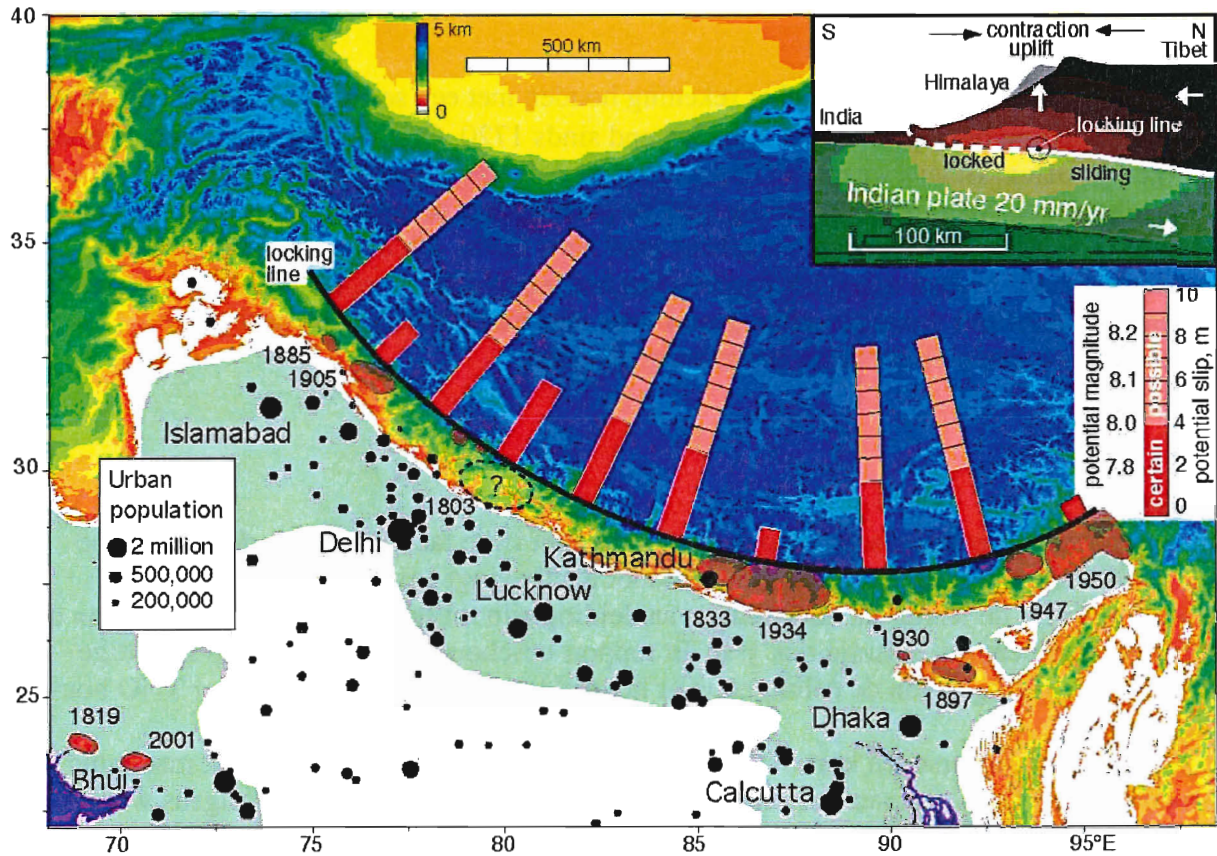 40
35
30
25
70
75
80
85
90
95°E
5 km
0
500 km
S
contraction
uplift
N
Tibet
Himalaya
India
locking line
locked
sliding
Indian plate 20 mm/yr
100 km
locking
line
potential magnitude
8.2
8.1
8.0
7.8
certain
possible
10
8
6
4
2
0
potential slip, m
1885
1905
Islamabad
Urban
population
2 million
500,000
200,000
1803
?
Delhi
Lucknow
Kathmandu
1833
1934
1930
1947
1950
1897
Dhaka
Calcutta
1819
2001
Bhuj